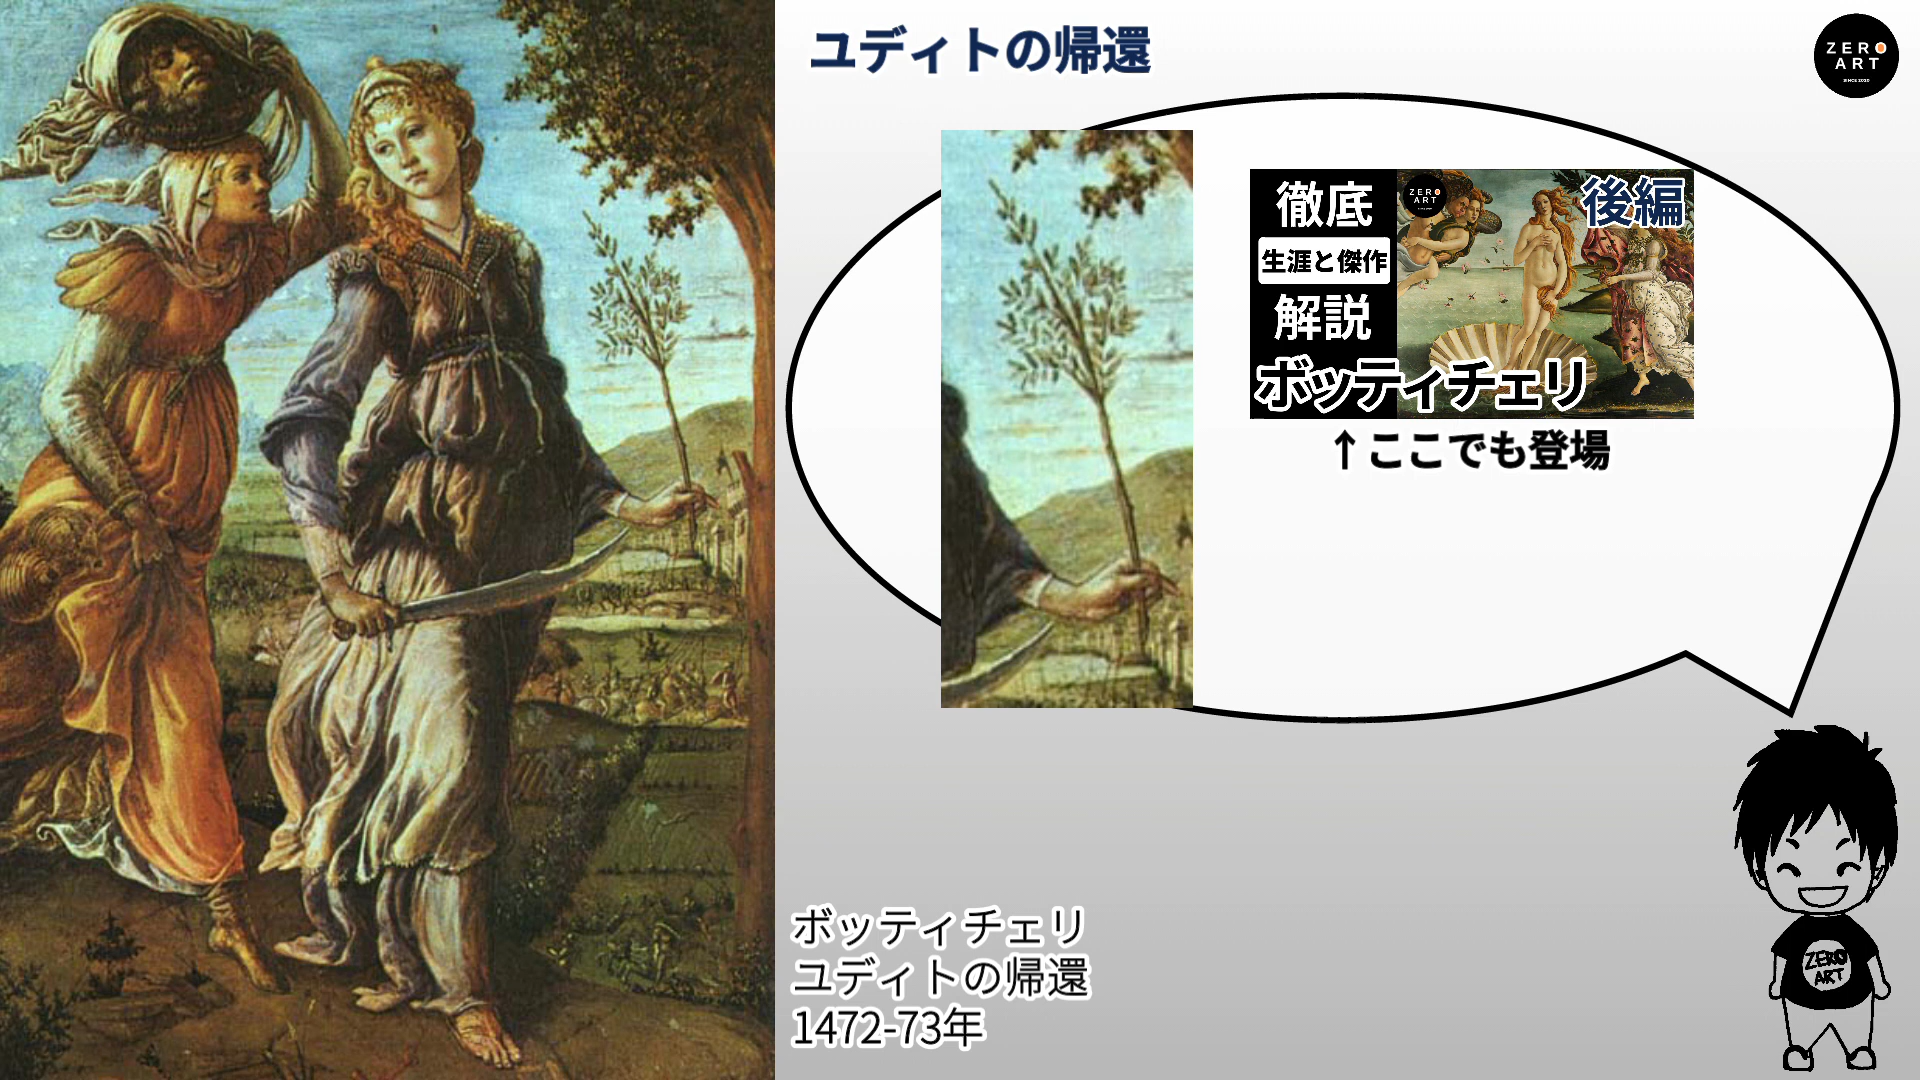 ユディトの帰還
ZERO
ART
SINCE 2020
徹底
生涯と傑作
解説
ZERO
ART
後編
ボッティチェリ
↑ここでも登場
ZERO
ART
ボッティチェリ
ユディトの帰還
1472-73年